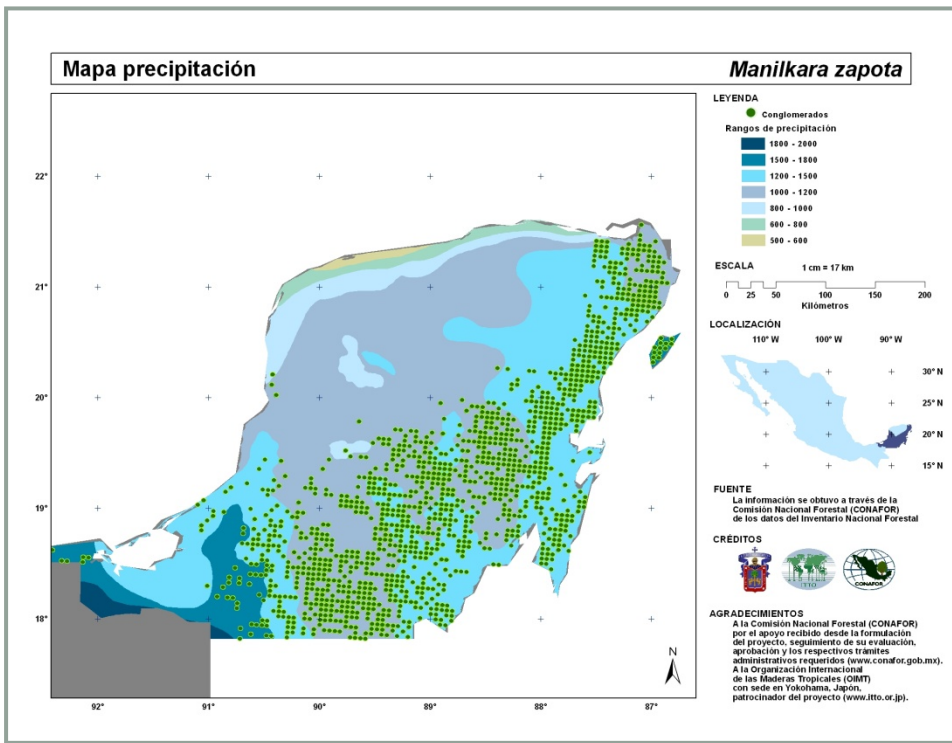 Mapa precipitación
Manilkara zapota
LEYENDA
Conglomerados
Rangos de precipitación
1800 - 2000
1500 - 1800
1200 - 1500
1000 - 1200
800 - 1000
600 - 800
500 - 600
ESCALA
1 cm = 17 km
0 25 50 100 150 200
Kilómetros
LOCALIZACIÓN
110° W 100° W 90° W
30° N
25° N
20° N
15° N
FUENTE
La información se obtuvo a través de la
Comisión Nacional Forestal (CONAFOR)
de los datos del Inventario Nacional Forestal
CRÉDITOS
ITTO
CONAFOR
AGRADECIMIENTOS
A la Comisión Nacional Forestal (CONAFOR)
por el apoyo recibido desde la formulación
del proyecto, seguimiento de su evaluación,
aprobación y los respectivos trámites
administrativos requeridos (www.conafor.gob.mx).
A la Organización Internacional
de las Maderas Tropicales (OIMT)
con sede en Yokohama, Japón,
patrocinador del proyecto (www.itto.or.jp).
N
22°
21°
20°
19°
18°
92° 91° 90° 89° 88° 87°